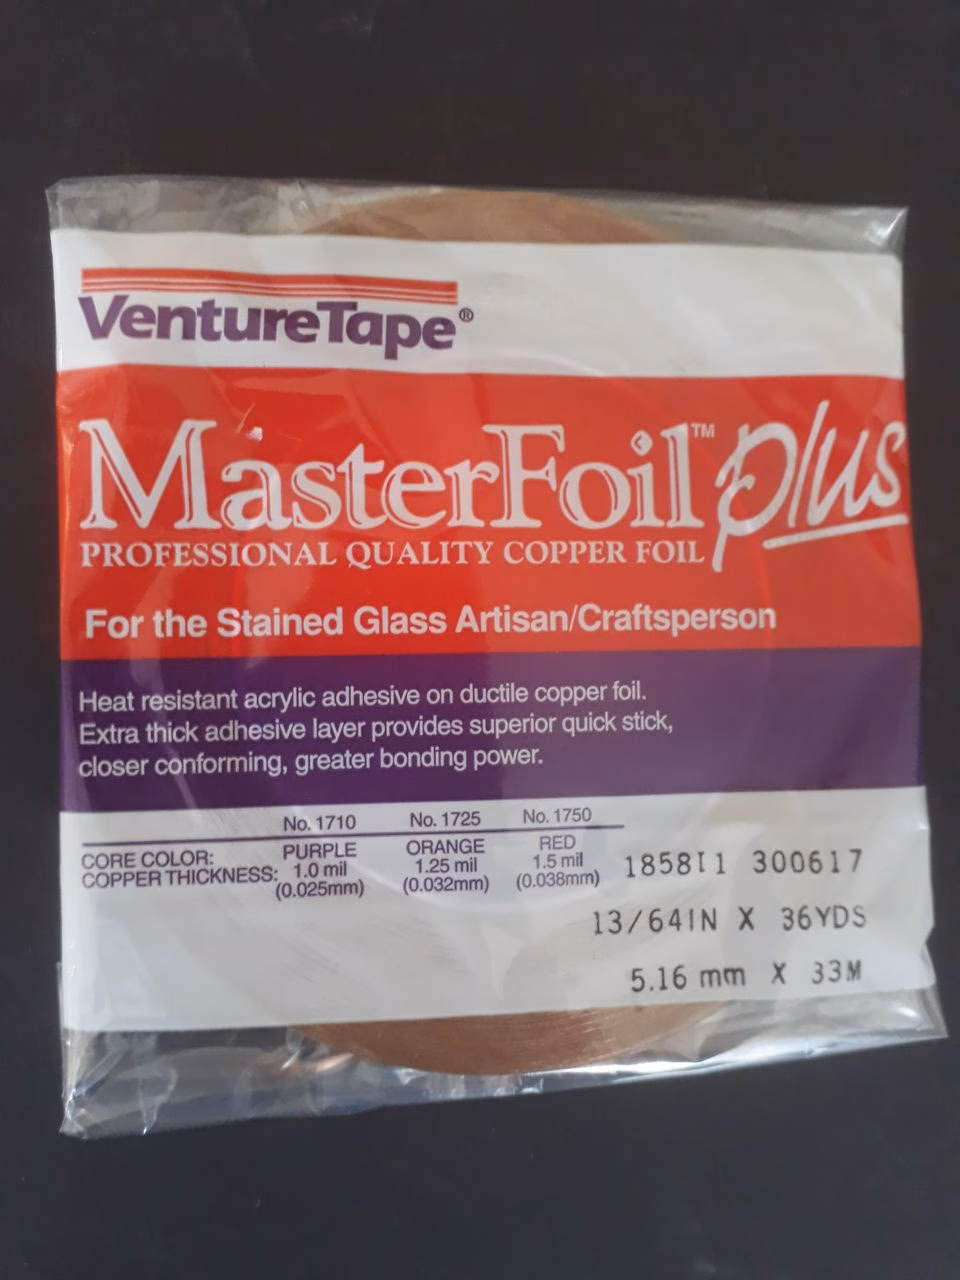 VentureTape®
MasterFoil™ plus
PROFESSIONAL QUALITY COPPER FOIL
For the Stained Glass Artisan/Craftsperson
Heat resistant acrylic adhesive on ductile copper foil.
Extra thick adhesive layer provides superior quick stick,
closer conforming, greater bonding power.
No. 1710 No. 1725 No. 1750
CORE COLOR: PURPLE ORANGE RED
COPPER THICKNESS: 1.0 mil 1.25 mil 1.5 mil
(0.025mm) (0.032mm) (0.038mm)
1858I1 300617
13/64IN X 36YDS
5.16 mm X 33M